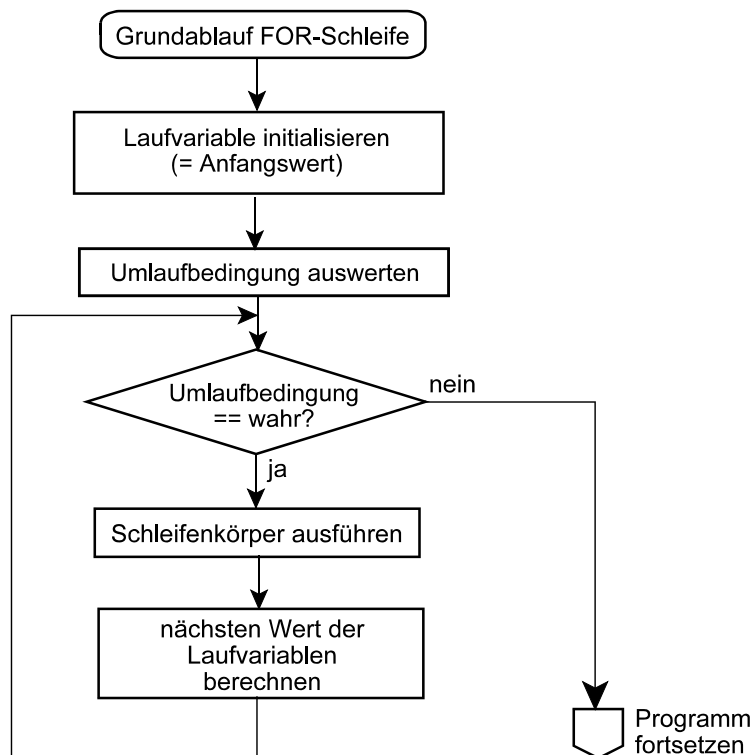 Grundablauf FOR-Schleife
Laufvariable initialisieren
(= Anfangswert)
Umlaufbedingung auswerten
Umlaufbedingung
== wahr?
nein
ja
Schleifenkörper ausführen
nächsten Wert der
Laufvariablen
berechnen
Programm
fortsetzen